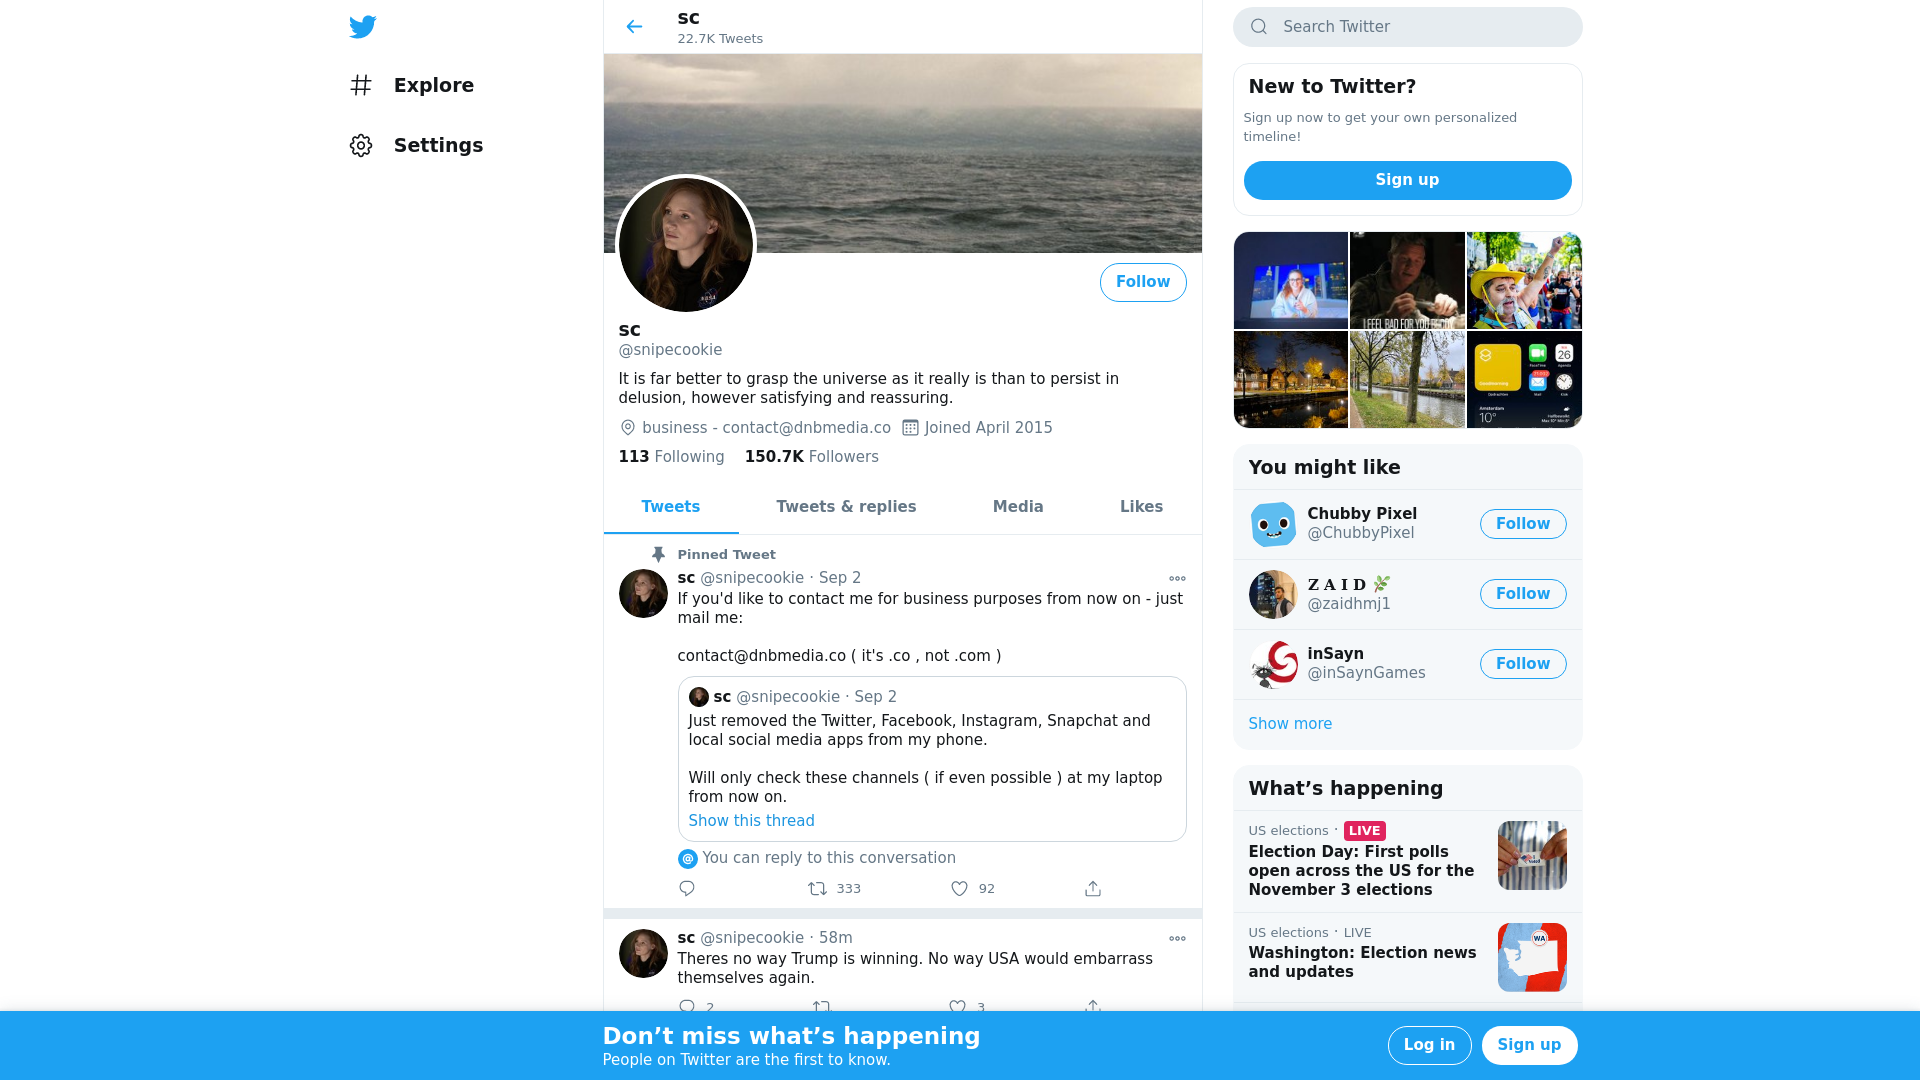 Explore
Settings
sc
22.7K Tweets
Follow
sc
@snipecookie
It is far better to grasp the universe as it really is than to persist in
delusion, however satisfying and reassuring.
business - contact@dnbmedia.co Joined April 2015
113 Following 150.7K Followers
Tweets Tweets & replies Media Likes
Pinned Tweet
sc @snipecookie · Sep 2
If you'd like to contact me for business purposes from now on - just
mail me:
contact@dnbmedia.co ( it's .co , not .com )
sc @snipecookie · Sep 2
Just removed the Twitter, Facebook, Instagram, Snapchat and
local social media apps from my phone.
Will only check these channels ( if even possible ) at my laptop
from now on.
Show this thread
@ You can reply to this conversation
333 92
sc @snipecookie · 58m
Theres no way Trump is winning. No way USA would embarrass
themselves again.
2 3
Search Twitter
New to Twitter?
Sign up now to get your own personalized
timeline!
Sign up
I FEEL BAD FOR YOU
26
Amsterdam
10°
You might like
Chubby Pixel
@ChubbyPixel
Follow
Z A I D
@zaidhmj1
Follow
inSayn
@inSaynGames
Follow
Show more
What’s happening
US elections · LIVE
Election Day: First polls
open across the US for the
November 3 elections
US elections · LIVE
Washington: Election news
and updates
WA
Don’t miss what’s happening
People on Twitter are the first to know.
Log in
Sign up